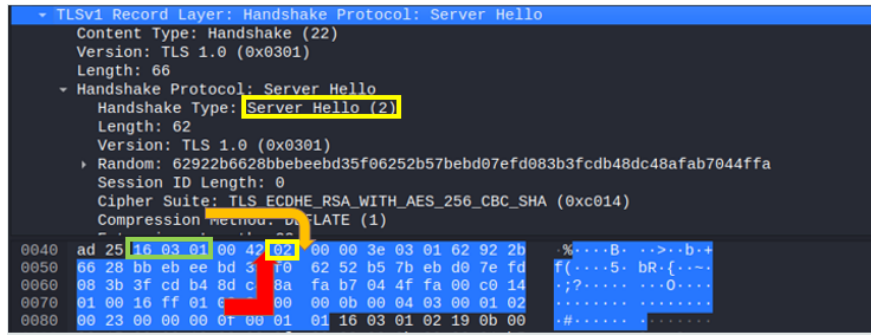 TLSv1 Record Layer: Handshake Protocol: Server Hello
Content Type: Handshake (22)
Version: TLS 1.0 (0x0301)
Length: 66
Handshake Protocol: Server Hello
Handshake Type: Server Hello (2)
Length: 62
Version: TLS 1.0 (0x0301)
Random: 62922b6628bbebeebd35f06252b57bebd07efd083b3fcdb48dc48afab7044ffa
Session ID Length: 0
Cipher Suite: TLS_ECDHE_RSA_WITH_AES_256_CBC_SHA (0xc014)
Compression Method: DEFLATE (1)
0040 ad 25 16 03 01 00 42 02 00 00 3e 03 01 62 92 2b ·%····B· ··>··b·+
0050 66 28 bb eb ee bd f0 62 52 b5 7b eb d0 7e fd f(····5· bR·{··~·
0060 08 3b 3f cd b4 8d 8a fa b7 04 4f fa 00 c0 14 ·;?····· ··O·····
0070 01 00 16 ff 01 00 00 0b 00 04 03 00 01 02 ········ ········
0080 00 23 00 00 00 0f 00 01 01 16 03 01 02 19 0b 00 ·#······ ········